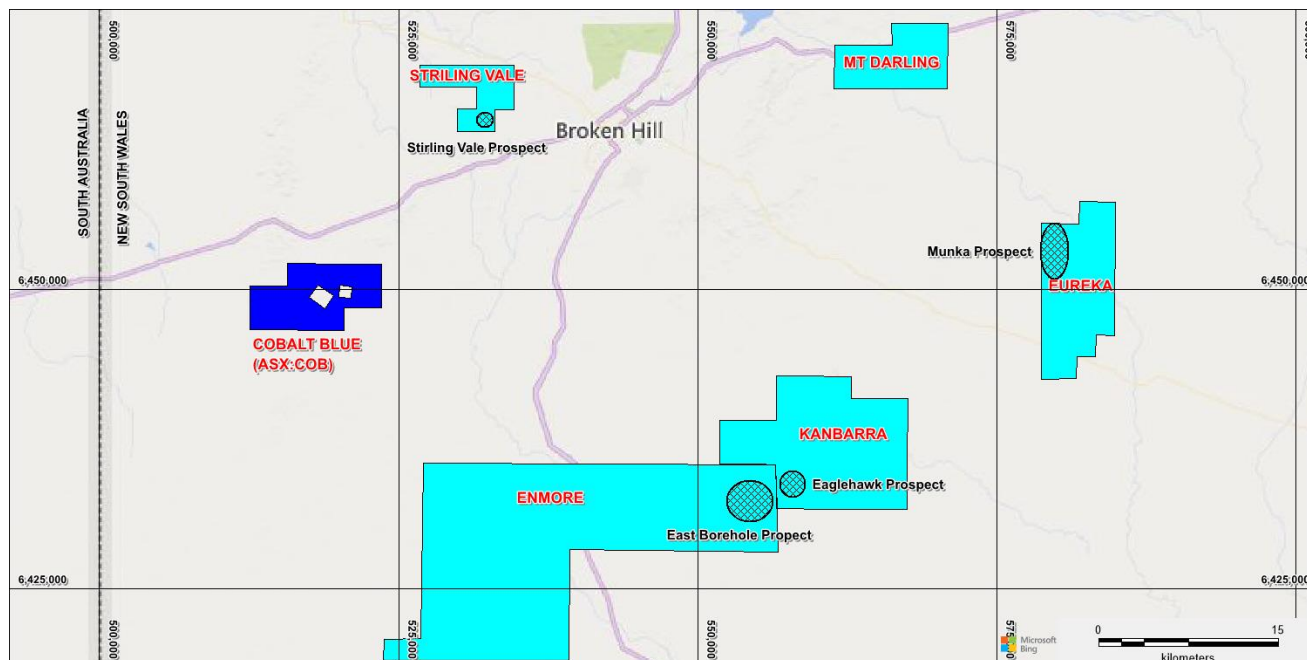 500,000
525,000
550,000
575,000
STRILING VALE
MT DARLING
Broken Hill
Stirling Vale Prospect
SOUTH AUSTRALIA
NEW SOUTH WALES
Munka Prospect
6,450,000
6,450,000
EUREKA
COBALT BLUE
(ASX:COB)
KANBARRA
Eaglehawk Prospect
ENMORE
East Borehole Propect
6,425,000
6,425,000
500,000
525,000
550,000
Microsoft
Bing
0
15
kilometers